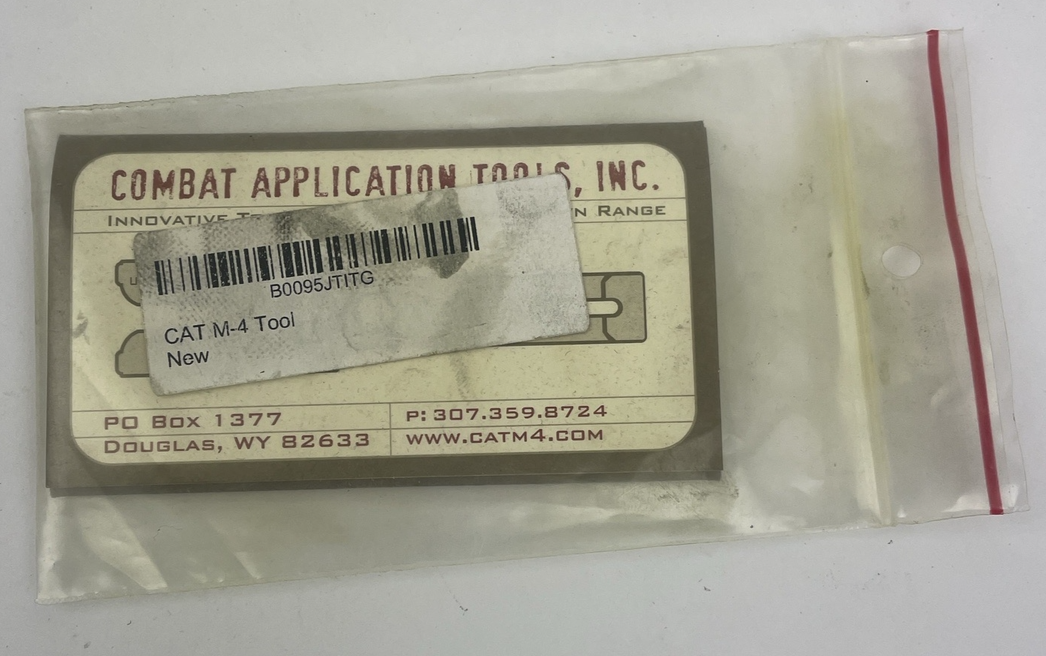 COMBAT APPLICATION TOOLS, INC.
INNOVATIVE N RANGE
B0095JTITG
CAT M-4 Tool
New
PO BOX 1377
DOUGLAS, WY 82633
P: 307.359.8724
WWW.CATM4.COM